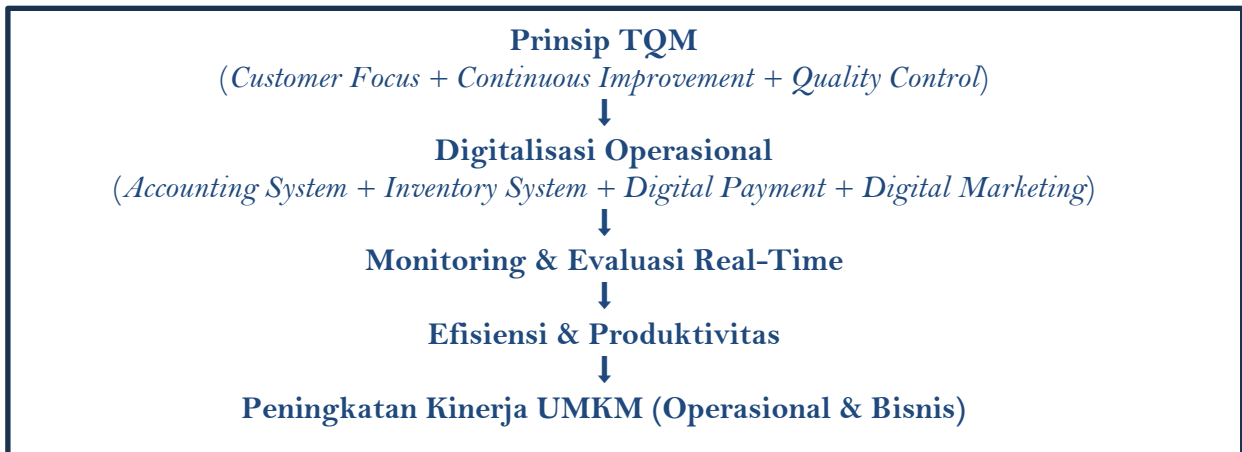 Prinsip TQM
(Customer Focus + Continuous Improvement + Quality Control)
Digitalisasi Operasional
(Accounting System + Inventory System + Digital Payment + Digital Marketing)
Monitoring & Evaluasi Real-Time
Efisiensi & Produktivitas
Peningkatan Kinerja UMKM (Operasional & Bisnis)